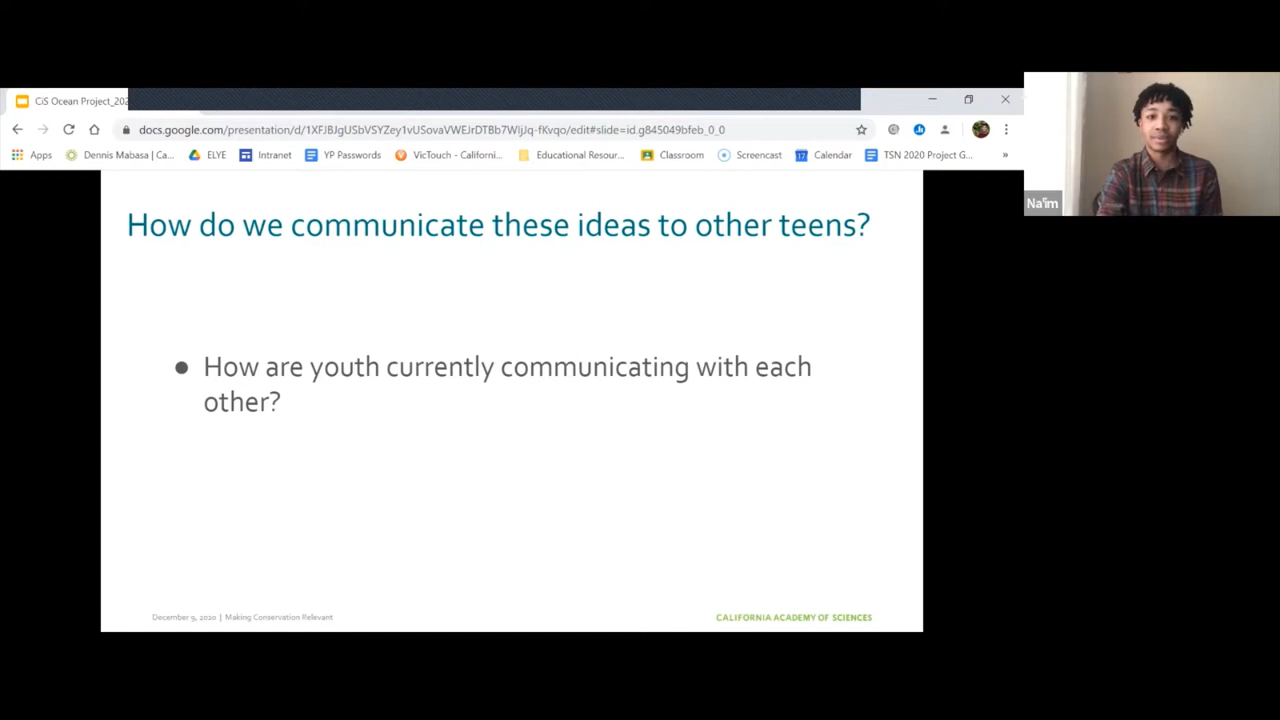 CiS Ocean Project_202
docs.google.com/presentation/d/1XFJBJgUSbVSYZey1vUSovaVWEJrDTBb7WljJq-fKvqo/edit#slide=id.g845049bfeb_0_0
Apps Dennis Mabasa | Ca... ELYE Intranet YP Passwords VicTouch - Californi... Educational Resour... Classroom Screencast 17 Calendar TSN 2020 Project G... »
Na'im
How do we communicate these ideas to other teens?
● How are youth currently communicating with each
other?
December 9, 2020 | Making Conservation Relevant CALIFORNIA ACADEMY OF SCIENCES